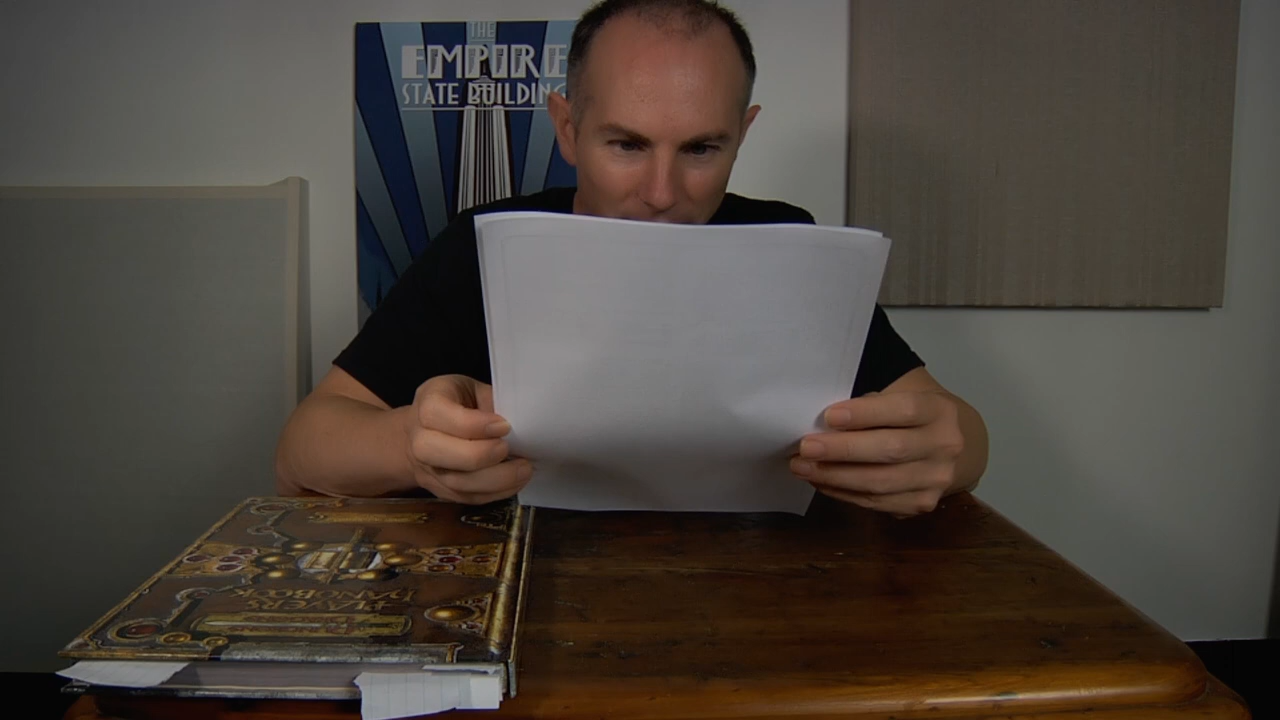 THE
EMPIRE
STATE BUILDING
PLAYER'S
HANDBOOK